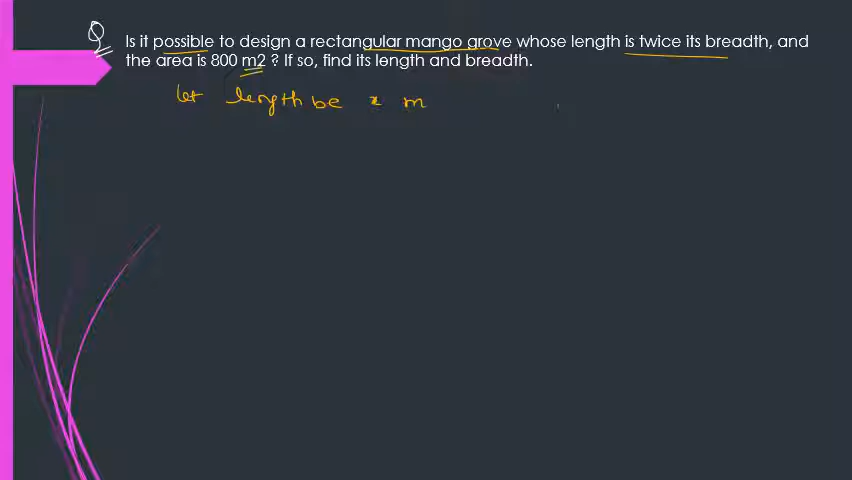 Q
Is it possible to design a rectangular mango grove whose length is twice its breadth, and
the area is 800 m2 ? If so, find its length and breadth.
let length be x m